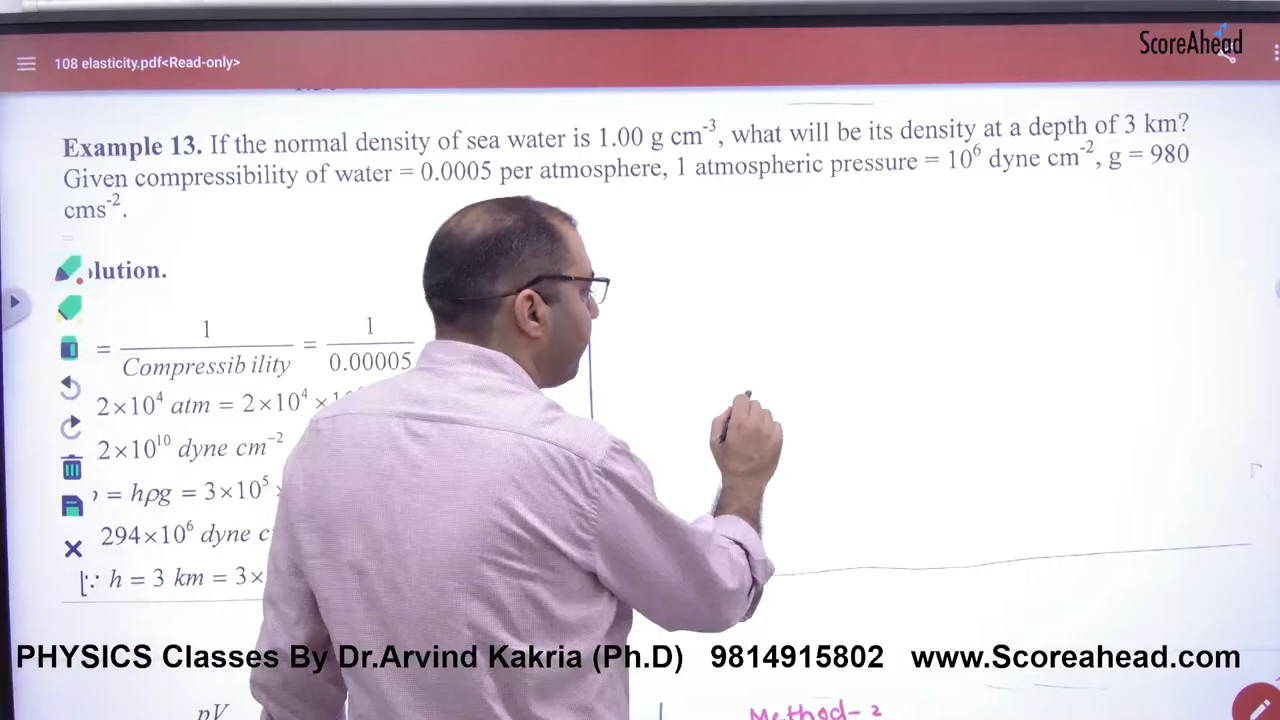 ScoreAhead
108 elasticity.pdf<Read-only>
Example 13. If the normal density of sea water is 1.00 g cm⁻³, what will be its density at a depth of 3 km?
Given compressibility of water = 0.0005 per atmosphere, 1 atmospheric pressure = 10⁶ dyne cm⁻², g = 980
cms⁻².
olution.
= 1 / Compressib ility = 1 / 0.00005
2×10⁴ atm = 2×10⁴ ×
2×10¹⁰ dyne cm⁻²
= hρg = 3×10⁵
294×10⁶ dyne c
[∵ h = 3 km = 3×
PHYSICS Classes By Dr.Arvind Kakria (Ph.D) 9814915802 www.Scoreahead.com
pV
Method-2